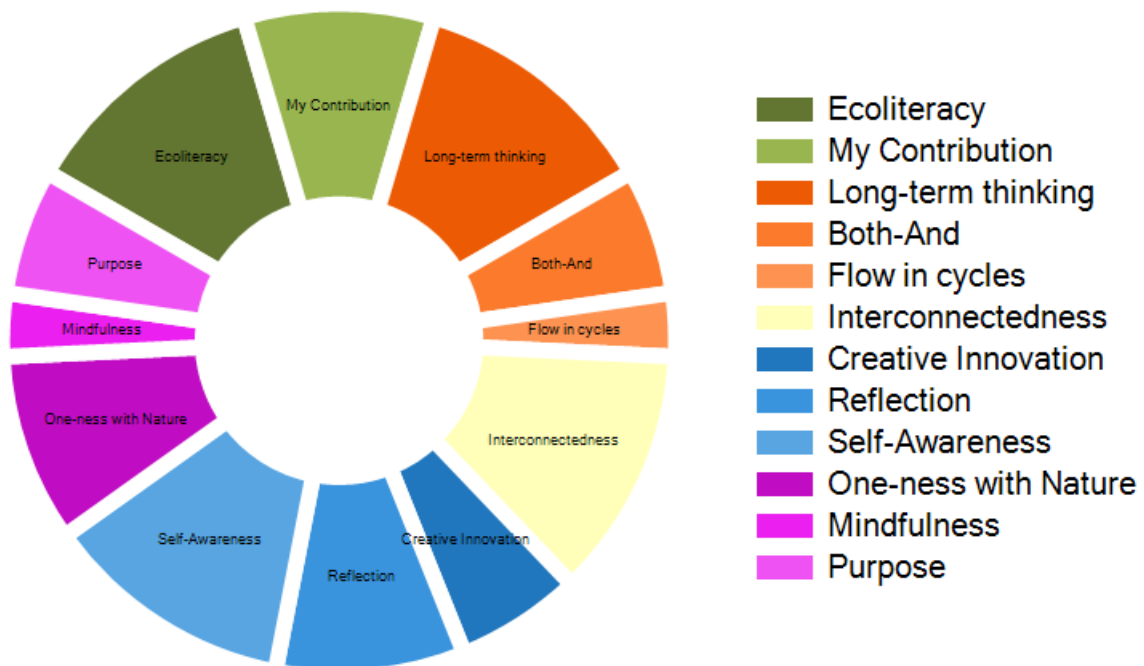 My Contribution
Ecoliteracy
Long-term thinking
Purpose
Both-And
Mindfulness
Flow in cycles
One-ness with Nature
Interconnectedness
Self-Awareness
Creative Innovation
Reflection
Ecoliteracy
My Contribution
Long-term thinking
Both-And
Flow in cycles
Interconnectedness
Creative Innovation
Reflection
Self-Awareness
One-ness with Nature
Mindfulness
Purpose